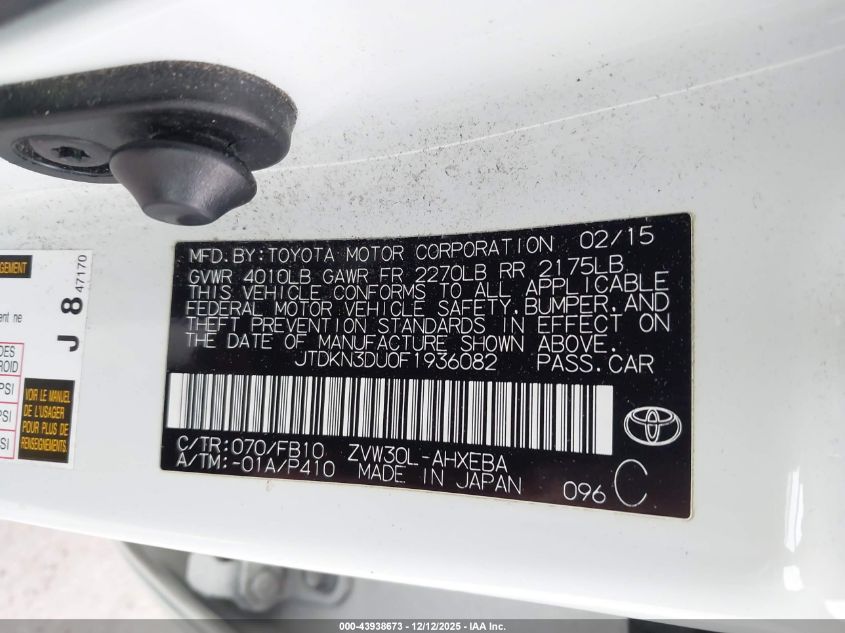 MFD. BY: TOYOTA MOTOR CORPORATION 02/15
GVWR 4010LB GAWR FR 2270LB RR 2175LB
THIS VEHICLE CONFORMS TO ALL APPLICABLE
FEDERAL MOTOR VEHICLE SAFETY, BUMPER, AND
THEFT PREVENTION STANDARDS IN EFFECT ON
THE DATE OF MANUFACTURE SHOWN ABOVE.
JTDKN3DU0F1936082 PASS. CAR
C/TR: 070/FB10 ZVW30L-AHXEBA
A/TM: -01A/P410 MADE IN JAPAN
096 C
J 8 47170
ent ne
PSI
PSI
VOIR LE MANUEL
DE L'USAGER
POUR PLUS DE
RENSEIGNEMENTS.
000-43938673 - 12/12/2025 - IAA Inc.